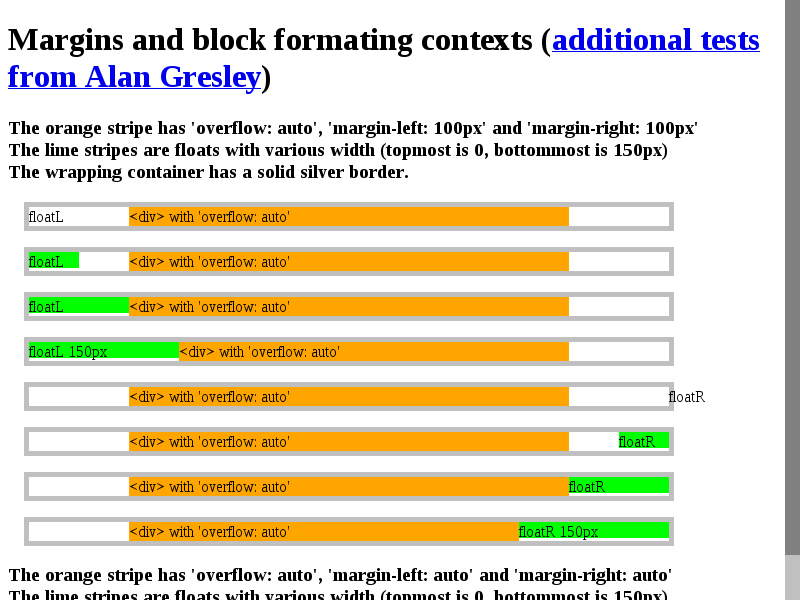 Margins and block formating contexts (additional tests
from Alan Gresley)
The orange stripe has 'overflow: auto', 'margin-left: 100px' and 'margin-right: 100px'
The lime stripes are floats with various width (topmost is 0, bottommost is 150px)
The wrapping container has a solid silver border.
floatL <div> with 'overflow: auto'
floatL <div> with 'overflow: auto'
floatL <div> with 'overflow: auto'
floatL 150px <div> with 'overflow: auto'
<div> with 'overflow: auto' floatR
<div> with 'overflow: auto' floatR
<div> with 'overflow: auto' floatR
<div> with 'overflow: auto' floatR 150px
The orange stripe has 'overflow: auto', 'margin-left: auto' and 'margin-right: auto'
The lime stripes are floats with various width (topmost is 0, bottommost is 150px)